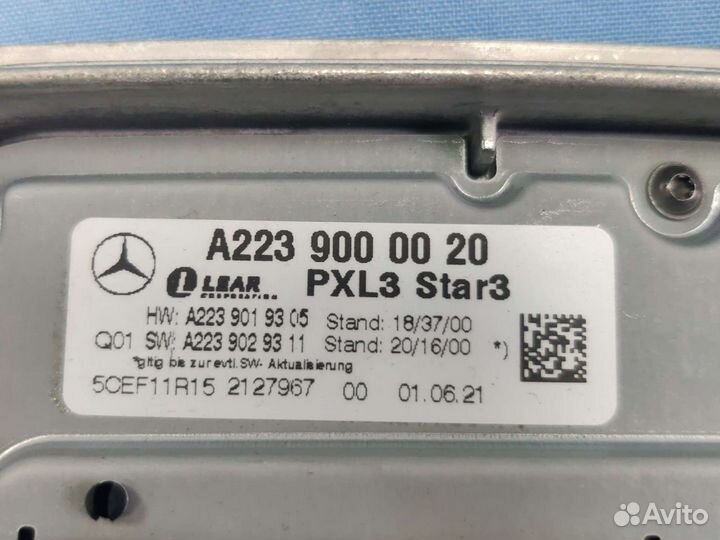 A223 900 00 20
LEAR CORPORATION PXL3 Star3
HW: A223 901 93 05 Stand: 18/37/00
Q01 SW: A223 902 93 11 Stand: 20/16/00 *)
*gltig bis zur evtl. SW- Aktualisierung
5CEF11R15 2127967 00 01.06.21
Avito